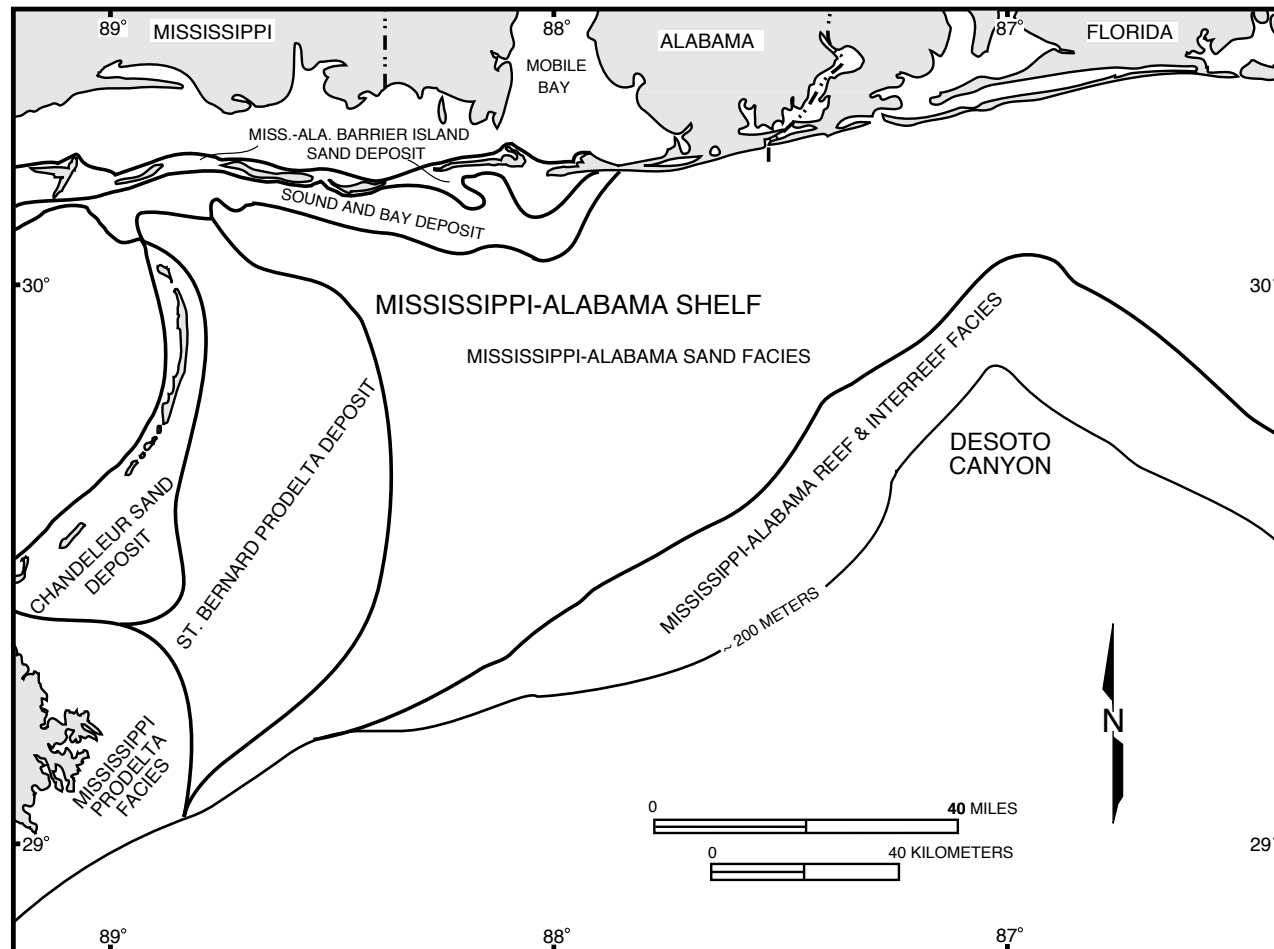 89°
88°
87°
MISSISSIPPI
ALABAMA
FLORIDA
MOBILE
BAY
MISS.-ALA. BARRIER ISLAND
SAND DEPOSIT
SOUND AND BAY DEPOSIT
30°
30°
MISSISSIPPI-ALABAMA SHELF
MISSISSIPPI-ALABAMA SAND FACIES
MISSISSIPPI-ALABAMA REEF & INTERREEF FACIES
DESOTO
CANYON
ST. BERNARD PRODELTA DEPOSIT
CHANDELEUR SAND
DEPOSIT
~ 200 METERS
MISSISSIPPI
PRODELTA
FACIES
N
0 40 MILES
0 40 KILOMETERS
29°
29°
89°
88°
87°